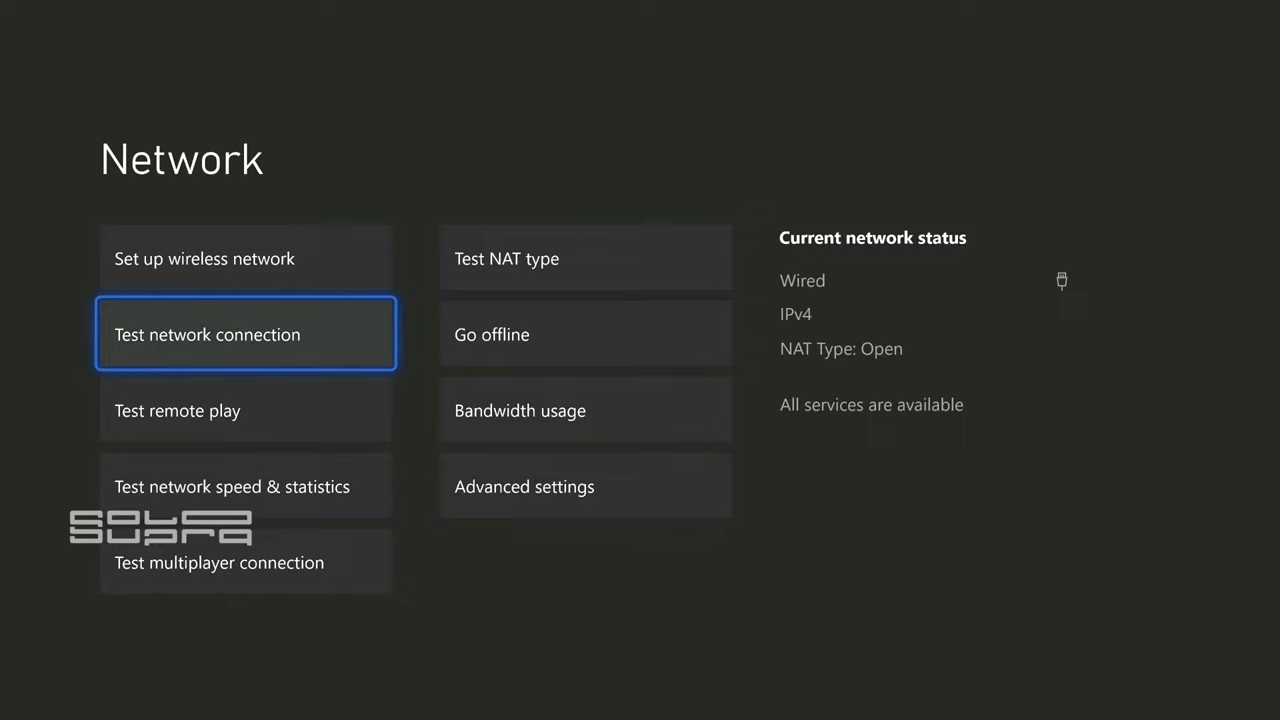 Network
Set up wireless network
Test network connection
Test remote play
Test network speed & statistics
SOLO
SUPRA
Test multiplayer connection
Test NAT type
Go offline
Bandwidth usage
Advanced settings
Current network status
Wired
IPv4
NAT Type: Open
All services are available